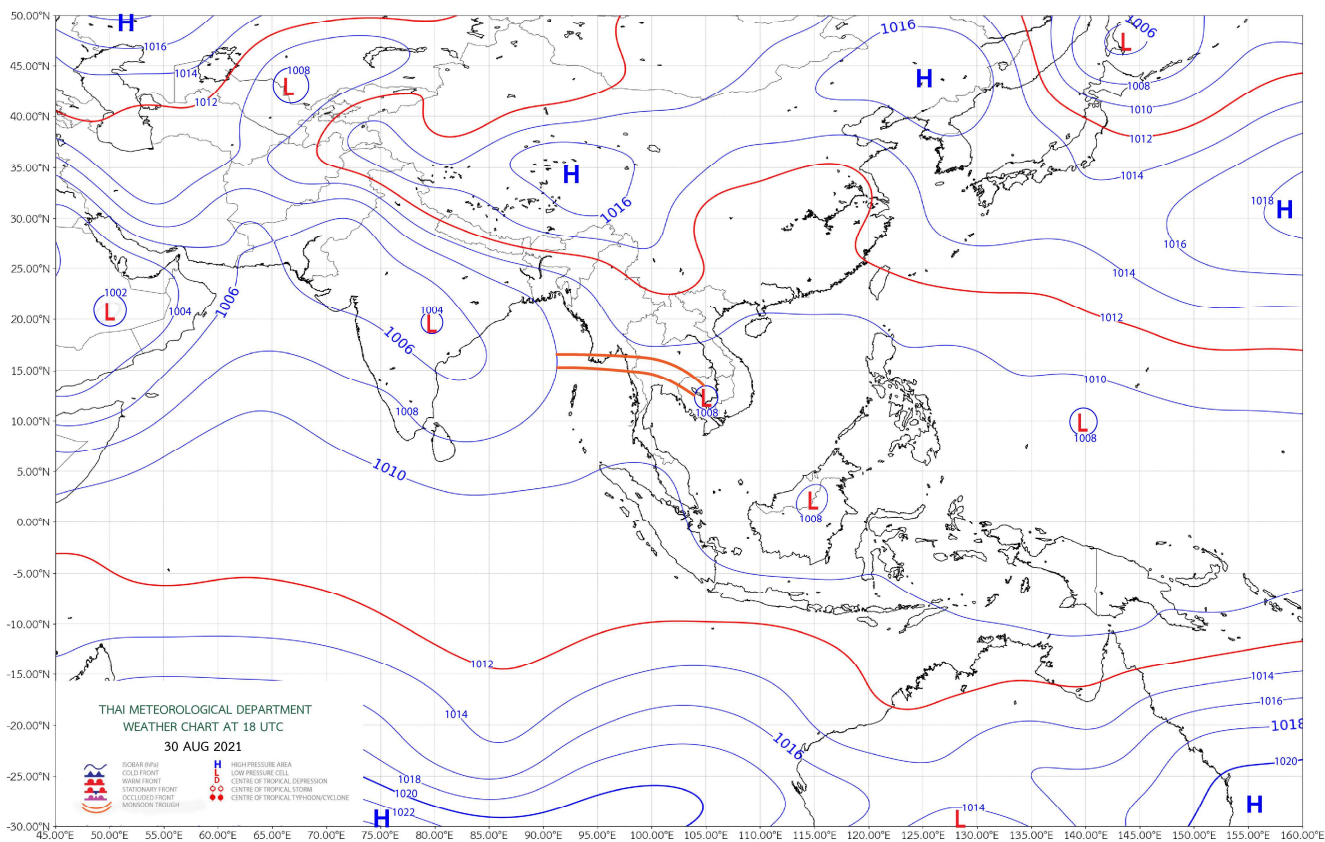 50.00°N
45.00°N
40.00°N
35.00°N
30.00°N
25.00°N
20.00°N
15.00°N
10.00°N
5.00°N
0.00°N
-5.00°N
-10.00°N
-15.00°N
-20.00°N
-25.00°N
-30.00°N
H
1016
1014
1012
1008
L
1016
H
1006
L
1008
1010
1012
1014
H
1016
1018
H
1016
1014
1012
1010
1002
L
1004
1006
1004
L
1006
1008
1010
L
1008
L
1008
L
1008
1012
1014
1016
1018
1020
1022
H
1014
L
1014
1016
1018
1020
H
THAI METEOROLOGICAL DEPARTMENT
WEATHER CHART AT 18 UTC
30 AUG 2021
ISOBAR (hPa)
COLD FRONT
WARM FRONT
STATIONARY FRONT
OCCLUDED FRONT
MONSOON TROUGH
H HIGH PRESSURE AREA
L LOW PRESSURE CELL
D CENTRE OF TROPICAL DEPRESSION
CENTRE OF TROPICAL STORM
CENTRE OF TROPICAL TYPHOON/CYCLONE
45.00°E 50.00°E 55.00°E 60.00°E 65.00°E 70.00°E 75.00°E 80.00°E 85.00°E 90.00°E 95.00°E 100.00°E 105.00°E 110.00°E 115.00°E 120.00°E 125.00°E 130.00°E 135.00°E 140.00°E 145.00°E 150.00°E 155.00°E 160.00°E